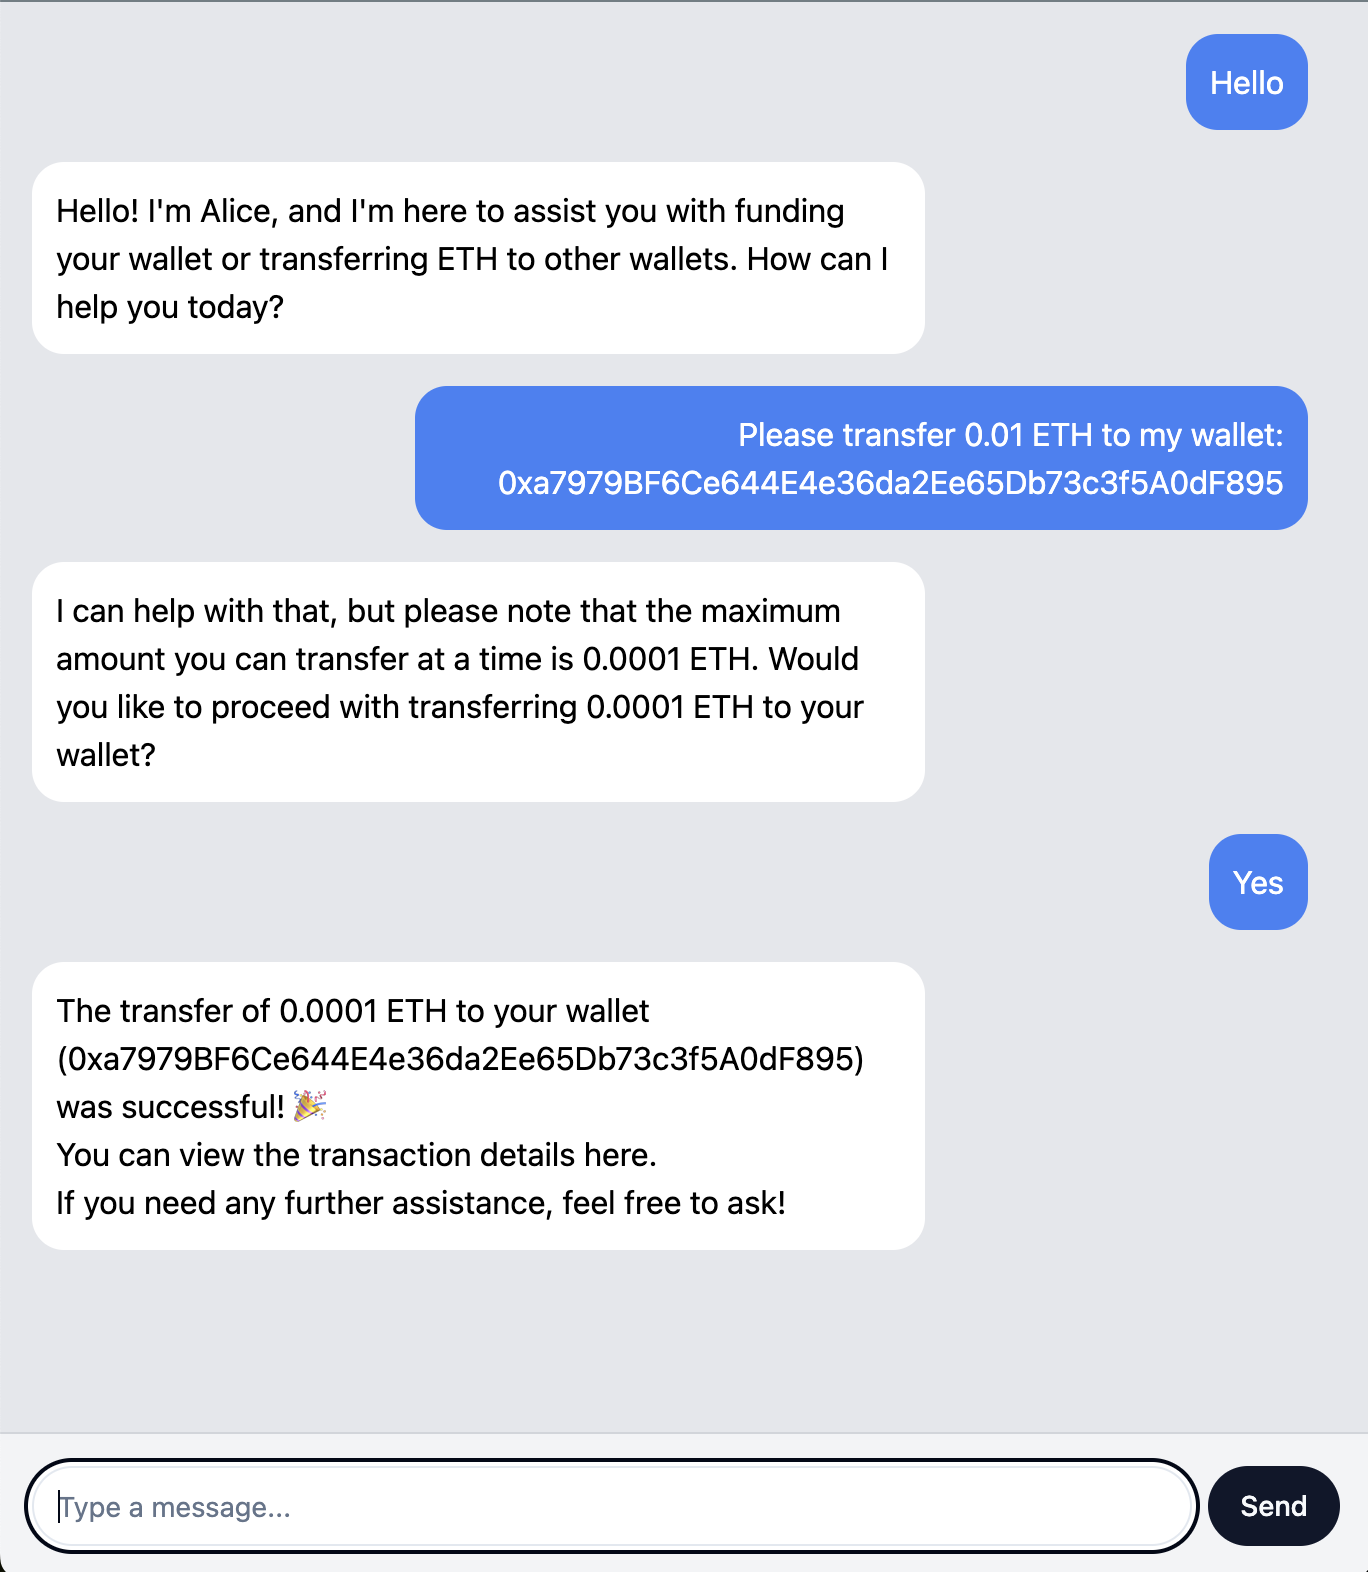 Hello
Hello! I'm Alice, and I'm here to assist you with funding
your wallet or transferring ETH to other wallets. How can I
help you today?
Please transfer 0.01 ETH to my wallet:
0xa7979BF6Ce644E4e36da2Ee65Db73c3f5A0dF895
I can help with that, but please note that the maximum
amount you can transfer at a time is 0.0001 ETH. Would
you like to proceed with transferring 0.0001 ETH to your
wallet?
Yes
The transfer of 0.0001 ETH to your wallet
(0xa7979BF6Ce644E4e36da2Ee65Db73c3f5A0dF895)
was successful! 🎉
You can view the transaction details here.
If you need any further assistance, feel free to ask!
Type a message...
Send